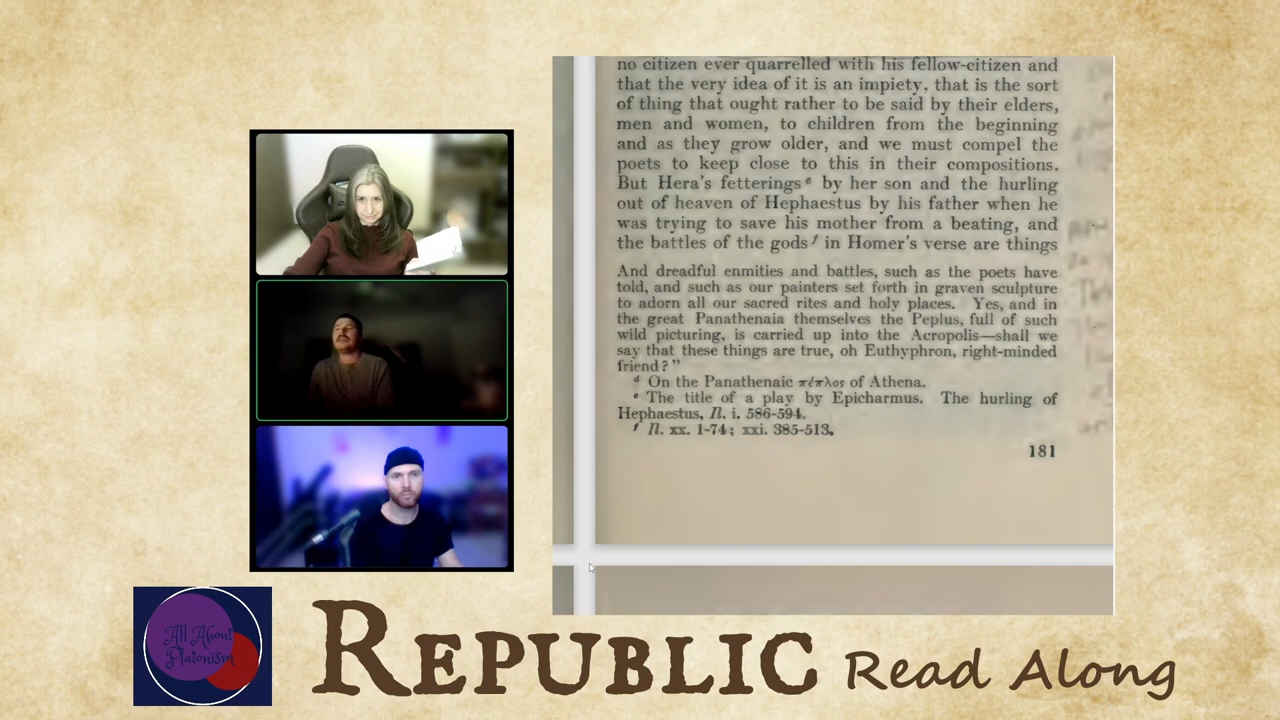 no citizen ever quarrelled with his fellow-citizen and
that the very idea of it is an impiety, that is the sort
of thing that ought rather to be said by their elders,
men and women, to children from the beginning
and as they grow older, and we must compel the
poets to keep close to this in their compositions.
But Hera's fetterings e by her son and the hurling
out of heaven of Hephaestus by his father when he
was trying to save his mother from a beating, and
the battles of the gods f in Homer's verse are things
And dreadful enmities and battles, such as the poets have
told, and such as our painters set forth in graven sculpture
to adorn all our sacred rites and holy places. Yes, and in
the great Panathenaia themselves the Peplus, full of such
wild picturing, is carried up into the Acropolis—shall we
say that these things are true, oh Euthyphron, right-minded
friend?"
d On the Panathenaic πέπλος of Athena.
e The title of a play by Epicharmus. The hurling of
Hephaestus, Il. i. 586-594.
f Il. xx. 1-74; xxi. 385-513.
181
All About
Platonism
REPUBLIC Read Along